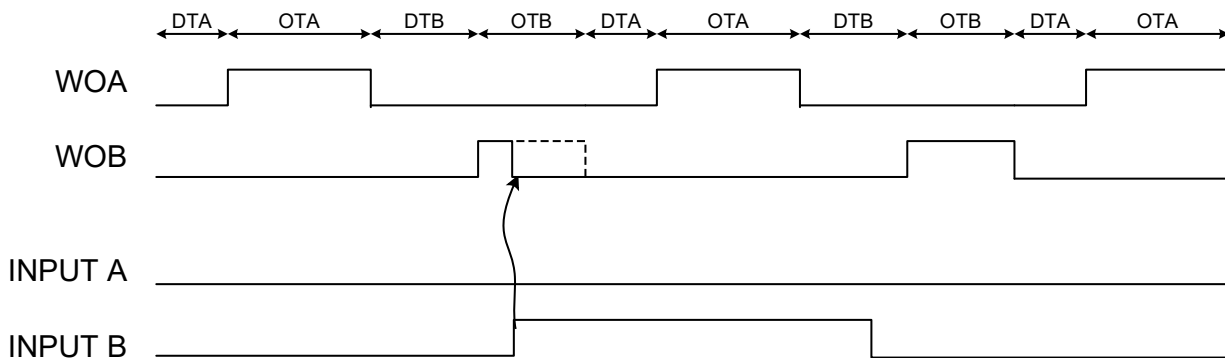 DTA OTA DTB OTB DTA OTA DTB OTB DTA OTA
WOA
WOB
INPUT A
INPUT B